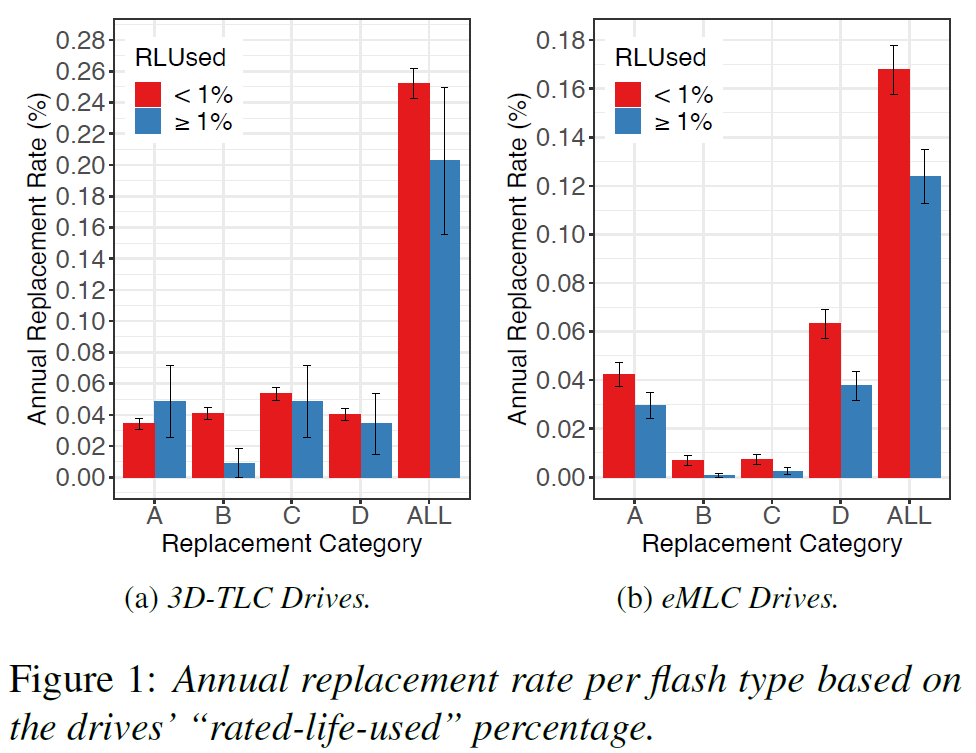 Annual Replacement Rate (%)
0.28
0.26
0.24
0.22
0.20
0.18
0.16
0.14
0.12
0.10
0.08
0.06
0.04
0.02
0.00
RLUsed
< 1%
≥ 1%
A B C D ALL
Replacement Category
(a) 3D-TLC Drives.
Annual Replacement Rate (%)
0.18
0.16
0.14
0.12
0.10
0.08
0.06
0.04
0.02
0.00
RLUsed
< 1%
≥ 1%
A B C D ALL
Replacement Category
(b) eMLC Drives.
Figure 1: Annual replacement rate per flash type based on
the drives’ “rated-life-used” percentage.